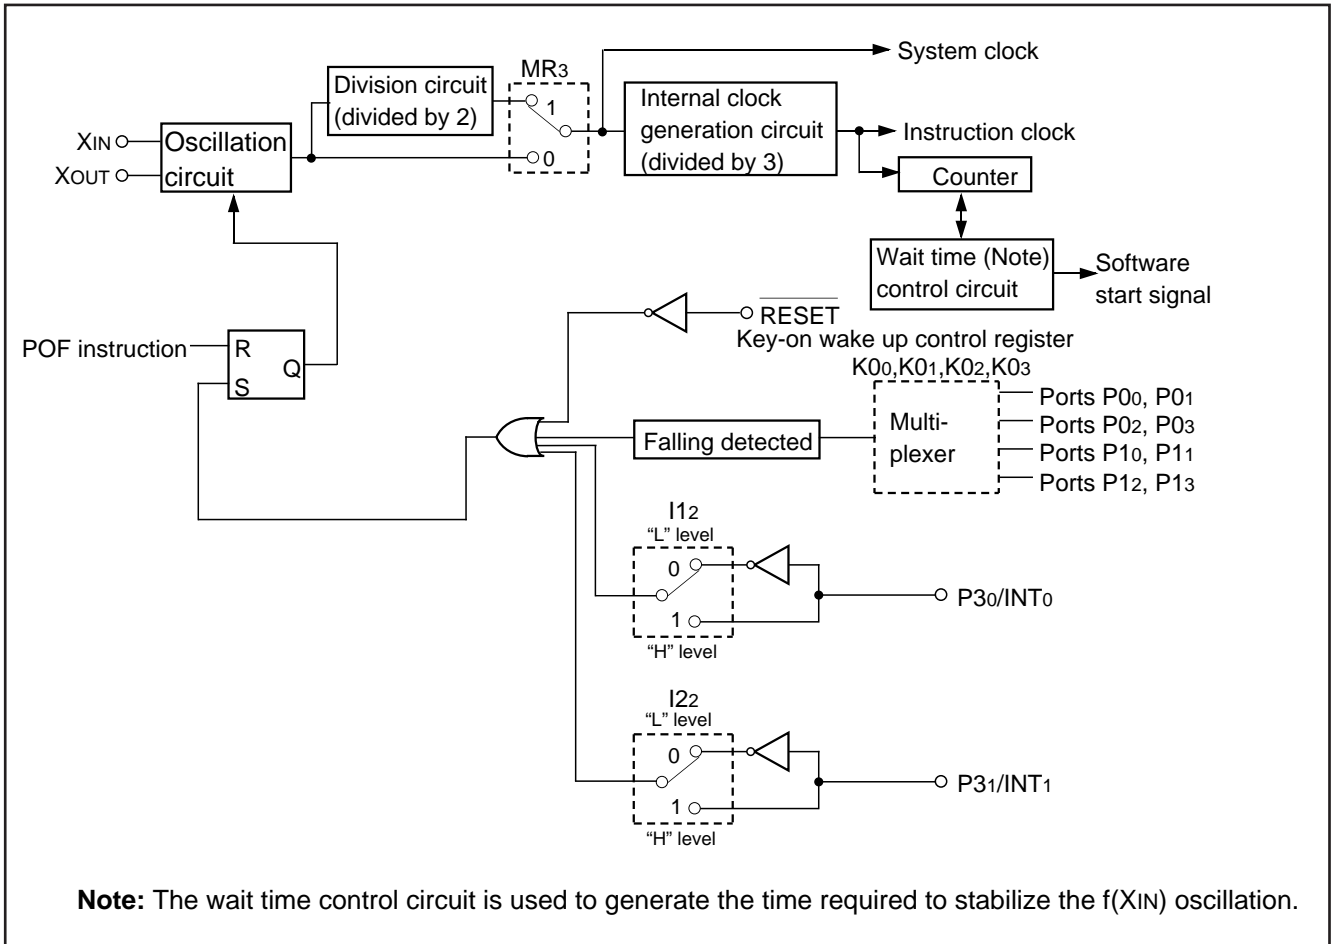 System clock
MR3
Division circuit
(divided by 2)
1
0
Internal clock
generation circuit
(divided by 3)
Instruction clock
XIN
XOUT
Oscillation
circuit
Counter
Wait time (Note)
control circuit
Software
start signal
RESET
Key-on wake up control register
K00,K01,K02,K03
POF instruction
R
S
Q
Falling detected
Multi-
plexer
Ports P00, P01
Ports P02, P03
Ports P10, P11
Ports P12, P13
I12
“L” level
0
1
“H” level
P30/INT0
I22
“L” level
0
1
“H” level
P31/INT1
Note: The wait time control circuit is used to generate the time required to stabilize the f(XIN) oscillation.